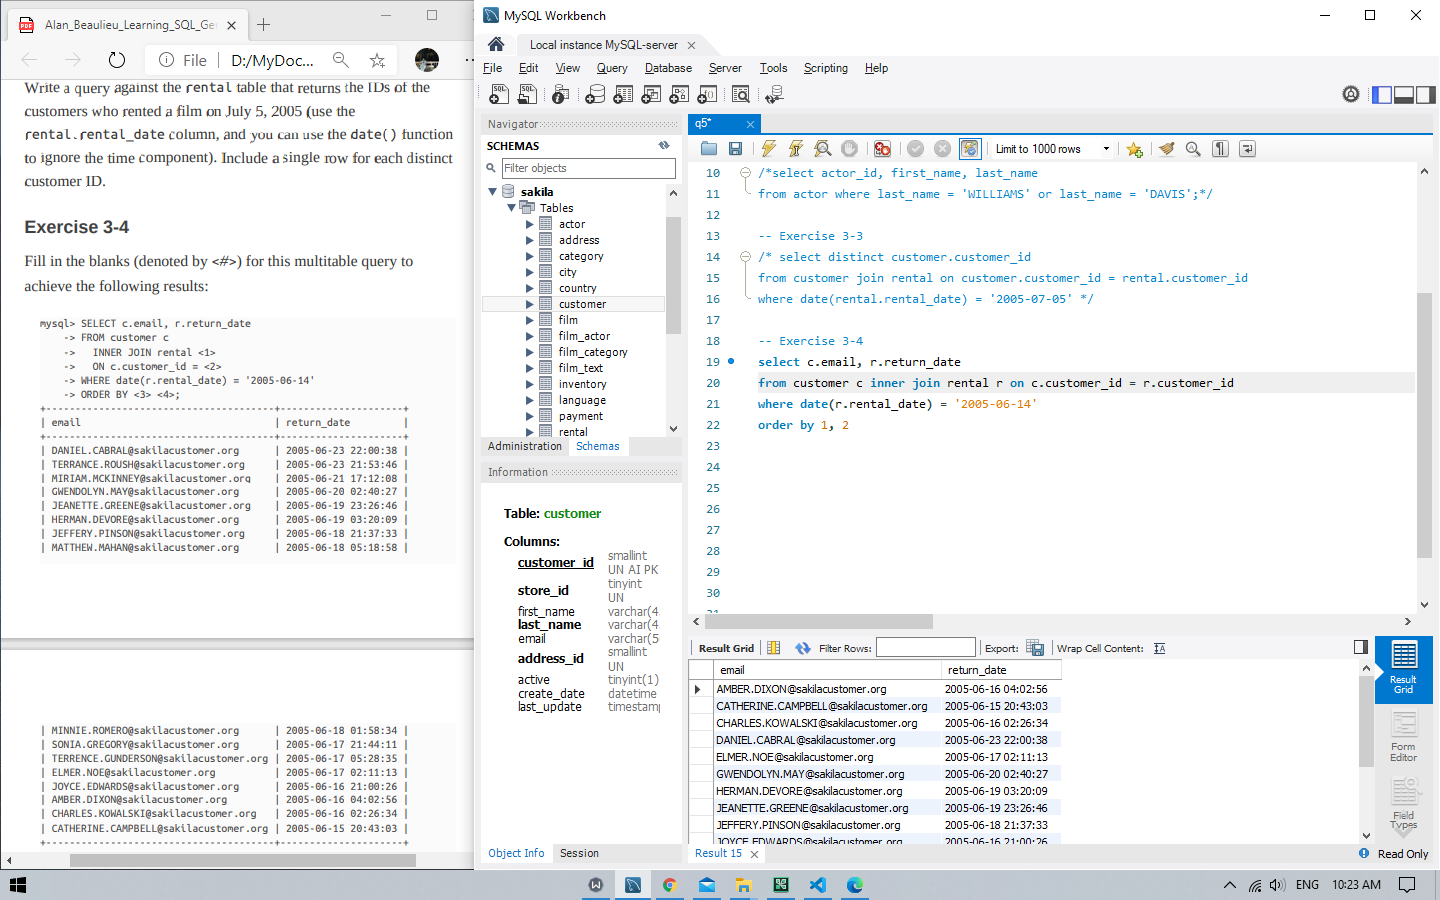 Alan_Beaulieu_Learning_SQL_Ge
File
D:/MyDoc...
Write a query against the rental table that returns the IDs of the
customers who rented a film on July 5, 2005 (use the
rental.rental_date column, and you can use the date() function
to ignore the time component). Include a single row for each distinct
customer ID.
Exercise 3-4
Fill in the blanks (denoted by <#>) for this multitable query to
achieve the following results:
mysql> SELECT c.email, r.return_date
-> FROM customer c
-> INNER JOIN rental <1>
-> ON c.customer_id = <2>
-> WHERE date(r.rental_date) = '2005-06-14'
-> ORDER BY <3> <4>;
+---------------------------------------+---------------------+
| email | return_date |
+---------------------------------------+---------------------+
| DANIEL.CABRAL@sakilacustomer.org | 2005-06-23 22:00:38 |
| TERRANCE.ROUSH@sakilacustomer.org | 2005-06-23 21:53:46 |
| MIRIAM.MCKINNEY@sakilacustomer.org | 2005-06-21 17:12:08 |
| GWENDOLYN.MAY@sakilacustomer.org | 2005-06-20 02:40:27 |
| JEANETTE.GREENE@sakilacustomer.org | 2005-06-19 23:26:46 |
| HERMAN.DEVORE@sakilacustomer.org | 2005-06-19 03:20:09 |
| JEFFERY.PINSON@sakilacustomer.org | 2005-06-18 21:37:33 |
| MATTHEW.MAHAN@sakilacustomer.org | 2005-06-18 05:18:58 |
| MINNIE.ROMERO@sakilacustomer.org | 2005-06-18 01:58:34 |
| SONIA.GREGORY@sakilacustomer.org | 2005-06-17 21:44:11 |
| TERRENCE.GUNDERSON@sakilacustomer.org | 2005-06-17 05:28:35 |
| ELMER.NOE@sakilacustomer.org | 2005-06-17 02:11:13 |
| JOYCE.EDWARDS@sakilacustomer.org | 2005-06-16 21:00:26 |
| AMBER.DIXON@sakilacustomer.org | 2005-06-16 04:02:56 |
| CHARLES.KOWALSKI@sakilacustomer.org | 2005-06-16 02:26:34 |
| CATHERINE.CAMPBELL@sakilacustomer.org | 2005-06-15 20:43:03 |
+---------------------------------------+---------------------+
MySQL Workbench
Local instance MySQL-server
File Edit View Query Database Server Tools Scripting Help
Navigator
SCHEMAS
Filter objects
sakila
Tables
actor
address
category
city
country
customer
film
film_actor
film_category
film_text
inventory
language
payment
rental
Administration Schemas
Information
Table: customer
Columns:
customer_id smallint
UN AI PK
store_id tinyint
UN
first_name varchar(4
last_name varchar(4
email varchar(5
address_id smallint
UN
active tinyint(1)
create_date datetime
last_update timestam
Object Info Session
q5*
Limit to 1000 rows
10 /*select actor_id, first_name, last_name
11 from actor where last_name = 'WILLIAMS' or last_name = 'DAVIS';*/
12
13 -- Exercise 3-3
14 /* select distinct customer.customer_id
15 from customer join rental on customer.customer_id = rental.customer_id
16 where date(rental.rental_date) = '2005-07-05' */
17
18 -- Exercise 3-4
19 select c.email, r.return_date
20 from customer c inner join rental r on c.customer_id = r.customer_id
21 where date(r.rental_date) = '2005-06-14'
22 order by 1, 2
23
24
25
26
27
28
29
30
31
Result Grid Filter Rows: Export: Wrap Cell Content:
email return_date
AMBER.DIXON@sakilacustomer.org 2005-06-16 04:02:56
CATHERINE.CAMPBELL@sakilacustomer.org 2005-06-15 20:43:03
CHARLES.KOWALSKI@sakilacustomer.org 2005-06-16 02:26:34
DANIEL.CABRAL@sakilacustomer.org 2005-06-23 22:00:38
ELMER.NOE@sakilacustomer.org 2005-06-17 02:11:13
GWENDOLYN.MAY@sakilacustomer.org 2005-06-20 02:40:27
HERMAN.DEVORE@sakilacustomer.org 2005-06-19 03:20:09
JEANETTE.GREENE@sakilacustomer.org 2005-06-19 23:26:46
JEFFERY.PINSON@sakilacustomer.org 2005-06-18 21:37:33
JOYCE.EDWARDS@sakilacustomer.org 2005-06-16 21:00:26
Result
Grid
Form
Editor
Field
Types
Result 15
Read Only
ENG 10:23 AM